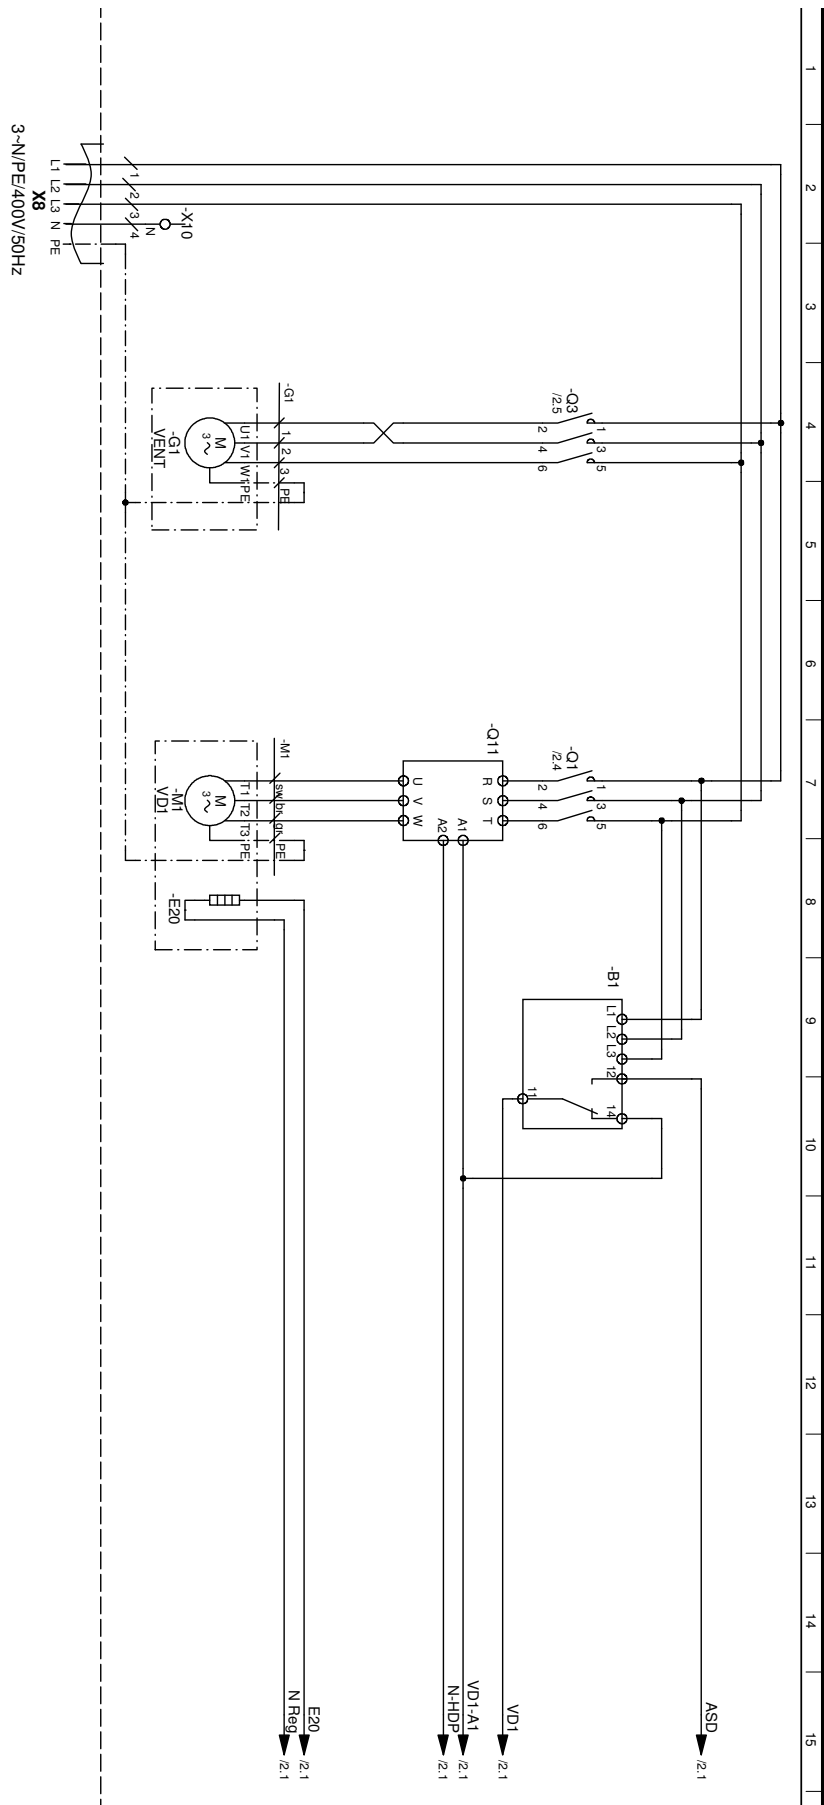 1
2
3
4
5
6
7
8
9
10
11
12
13
14
15
3~N/PE/400V/50Hz
X8
L1
L2
L3
N
PE
1
2
3
4
N
-X10
-G1
VENT
M
3~
U1
V1
W1
PE
-G1
1
2
3
PE
-Q3
/2.5
1
3
5
2
4
6
-M1
VD1
M
3~
T1
T2
T3
PE
-M1
sw
br
gr
PE
-Q11
U
V
W
R
S
T
A2
A1
-Q1
/2.4
1
3
5
2
4
6
-E20
-B1
L1
L2
L3
12
14
11
ASD
/2.1
VD1
/2.1
VD1-A1
/2.1
N-HDP
/2.1
E20
/2.1
N Reg
/2.1